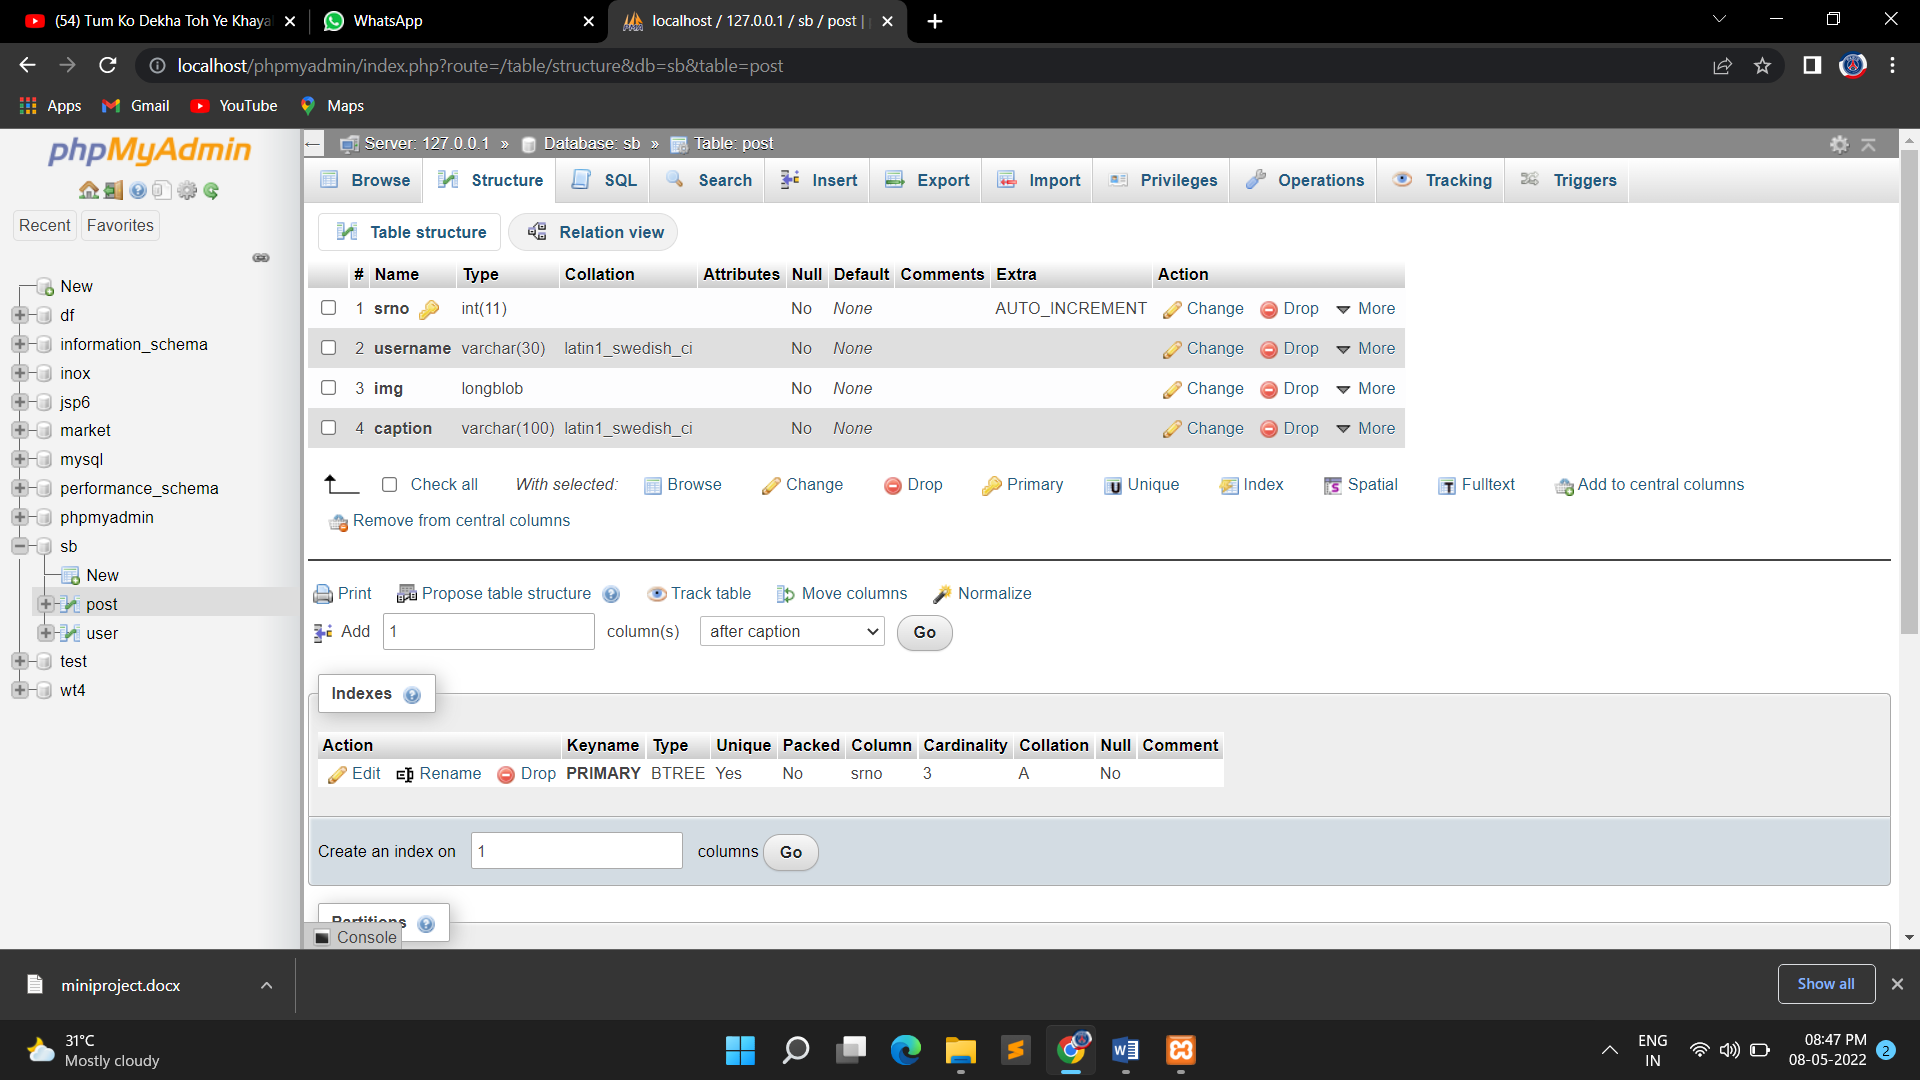 (54) Tum Ko Dekha Toh Ye Khaya
WhatsApp
localhost / 127.0.0.1 / sb / post |
localhost/phpmyadmin/index.php?route=/table/structure&db=sb&table=post
Apps Gmail YouTube Maps
phpMyAdmin
Recent Favorites
New
df
information_schema
inox
jsp6
market
mysql
performance_schema
phpmyadmin
sb
New
post
user
test
wt4
Server: 127.0.0.1 » Database: sb » Table: post
Browse Structure SQL Search Insert Export Import Privileges Operations Tracking Triggers
Table structure Relation view
# Name Type Collation Attributes Null Default Comments Extra Action
1 srno int(11) No None AUTO_INCREMENT Change Drop More
2 username varchar(30) latin1_swedish_ci No None Change Drop More
3 img longblob No None Change Drop More
4 caption varchar(100) latin1_swedish_ci No None Change Drop More
Check all With selected: Browse Change Drop Primary Unique Index Spatial Fulltext Add to central columns
Remove from central columns
Print Propose table structure Track table Move columns Normalize
Add 1 column(s) after caption Go
Indexes
Action Keyname Type Unique Packed Column Cardinality Collation Null Comment
Edit Rename Drop PRIMARY BTREE Yes No srno 3 A No
Create an index on 1 columns Go
Partitions
Console
miniproject.docx
Show all
31°C
Mostly cloudy
ENG
IN
08:47 PM
08-05-2022
2